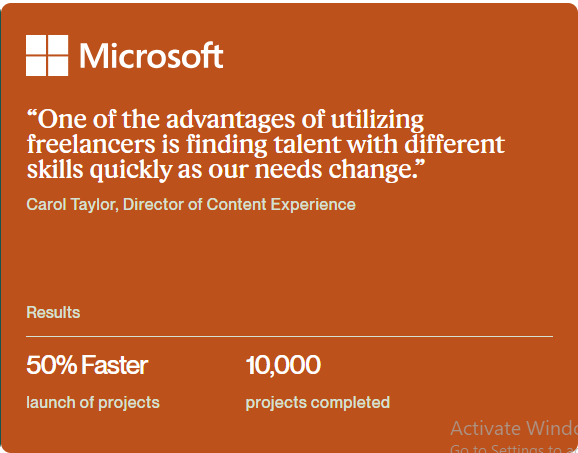 Microsoft
“One of the advantages of utilizing
freelancers is finding talent with different
skills quickly as our needs change.”
Carol Taylor, Director of Content Experience
Results
50% Faster
10,000
launch of projects
projects completed
Activate
Go to Settings to